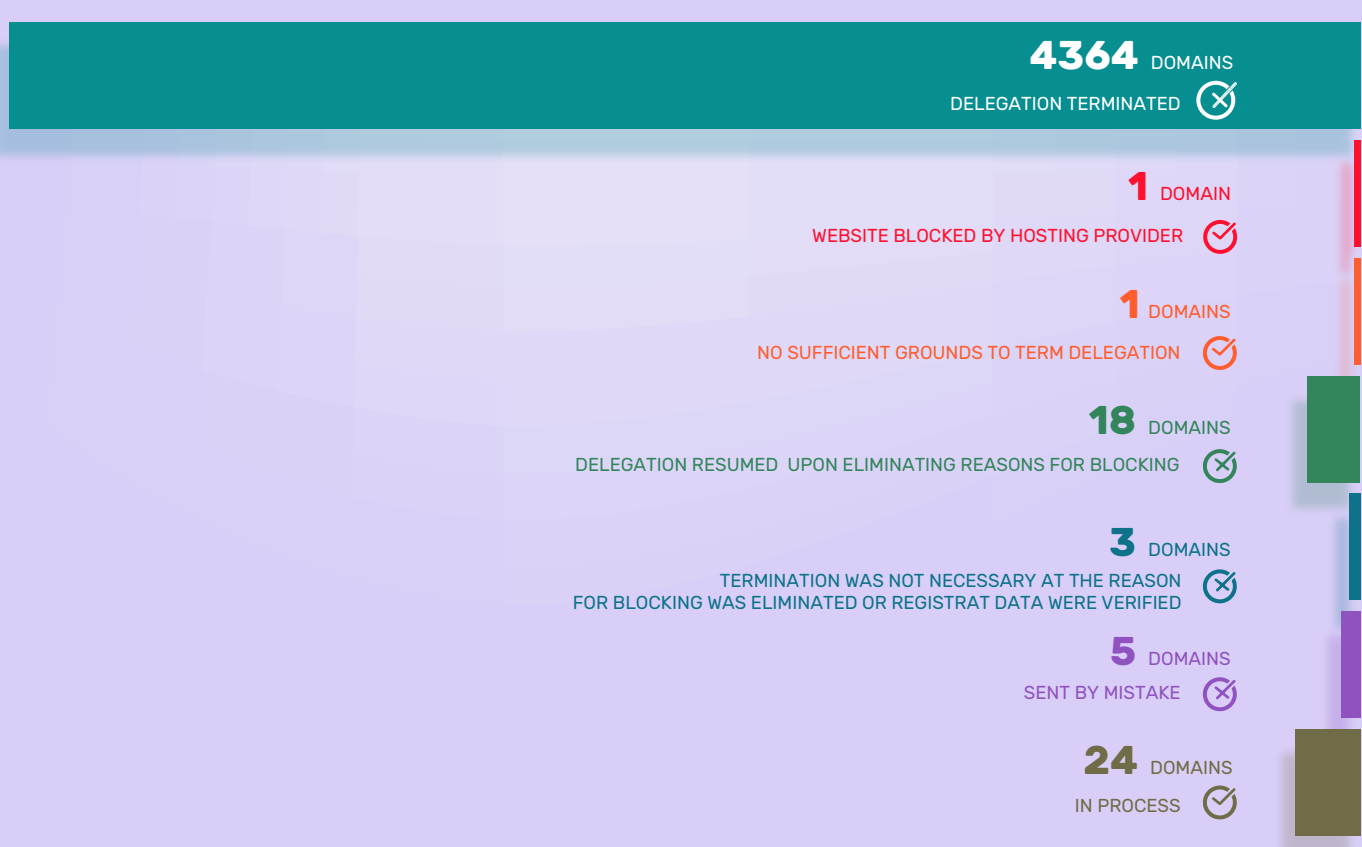 4364 DOMAINS
DELEGATION TERMINATED
1 DOMAIN
WEBSITE BLOCKED BY HOSTING PROVIDER
1 DOMAINS
NO SUFFICIENT GROUNDS TO TERM DELEGATION
18 DOMAINS
DELEGATION RESUMED UPON ELIMINATING REASONS FOR BLOCKING
3 DOMAINS
TERMINATION WAS NOT NECESSARY AT THE REASON
FOR BLOCKING WAS ELIMINATED OR REGISTRAT DATA WERE VERIFIED
5 DOMAINS
SENT BY MISTAKE
24 DOMAINS
IN PROCESS